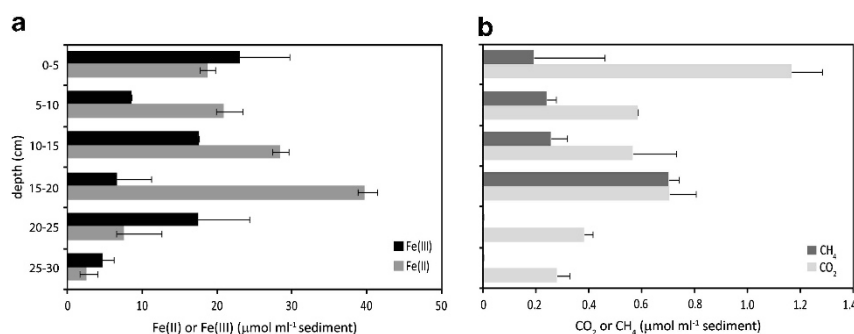 a
depth (cm)
0-5
5-10
10-15
15-20
20-25
25-30
Fe(III)
Fe(II)
0 10 20 30 40 50
Fe(II) or Fe(III) (μmol ml⁻¹ sediment)
b
CH₄
CO₂
0 0.2 0.4 0.6 0.8 1.0 1.2 1.4
CO₂ or CH₄ (μmol ml⁻¹ sediment)